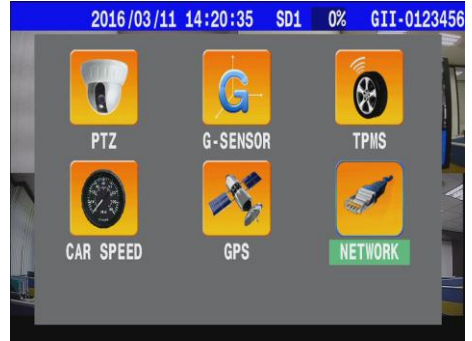 2016/03/11 14:20:35 SD1 0% GII-0123456
PTZ G-SENSOR TPMS
CAR SPEED GPS NETWORK